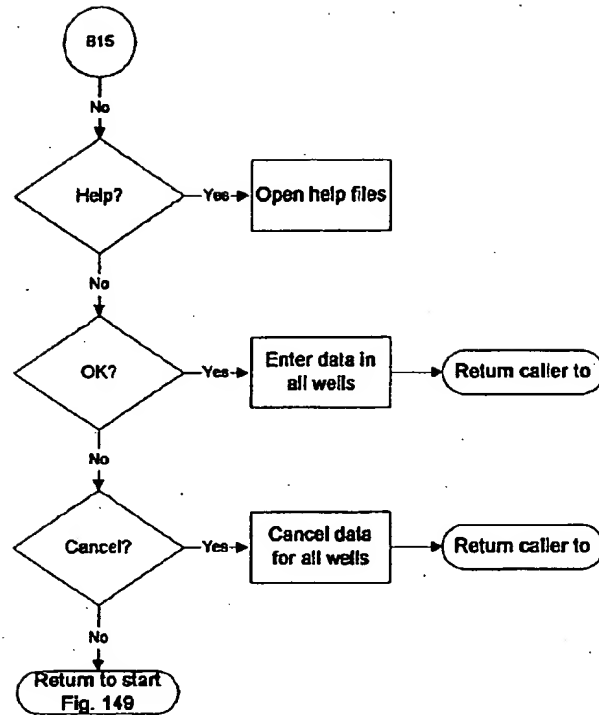 B15
No
Help?
Yes
Open help files
No
OK?
Yes
Enter data in
all wells
Return caller to
No
Cancel?
Yes
Cancel data
for all wells
Return caller to
No
Return to start
Fig. 149